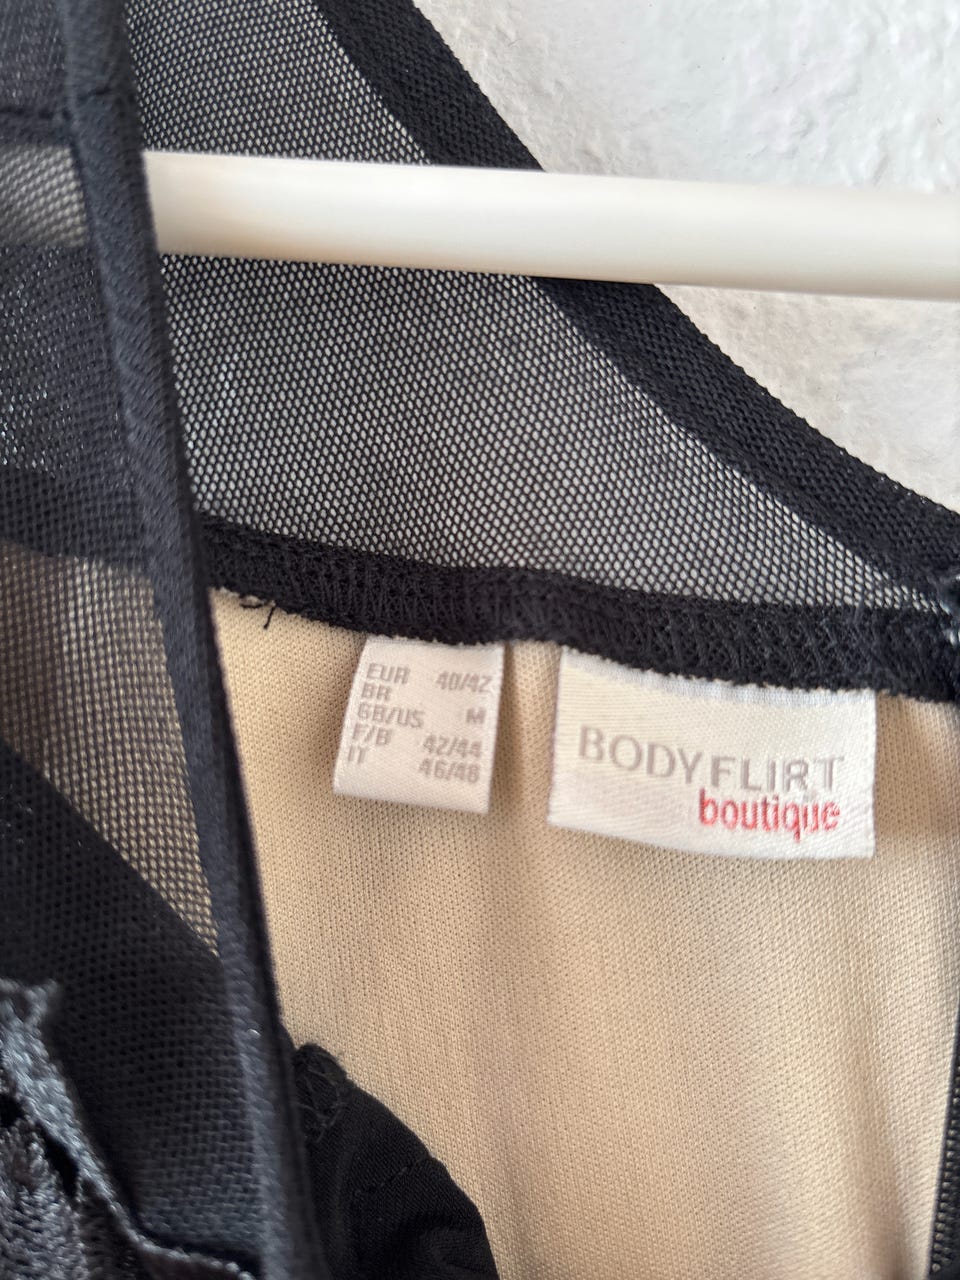 EUR 40/42
BR
GB/US M
F/B 42/44
IT 46/48
BODYFLIRT
boutique